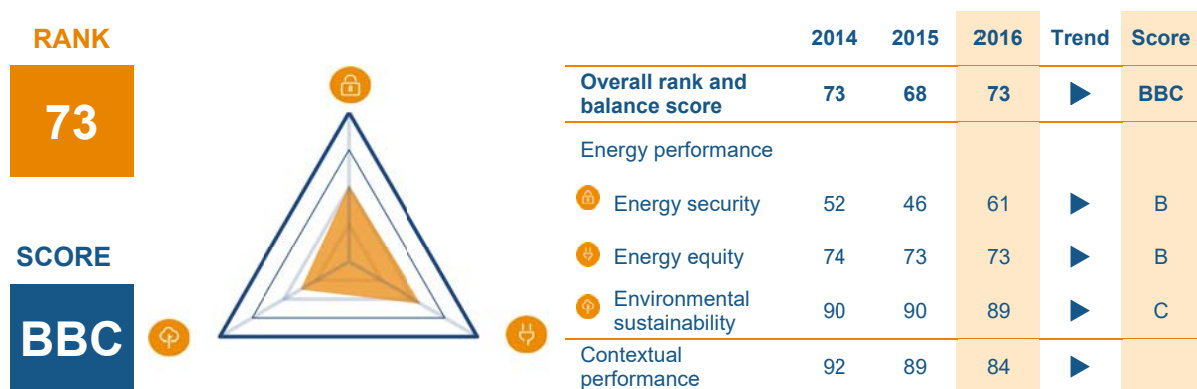 RANK
73
SCORE
BBC
2014 2015 2016 Trend Score
Overall rank and
balance score 73 68 73 BBC
Energy performance
Energy security 52 46 61 B
Energy equity 74 73 73 B
Environmental
sustainability 90 90 89 C
Contextual
performance 92 89 84